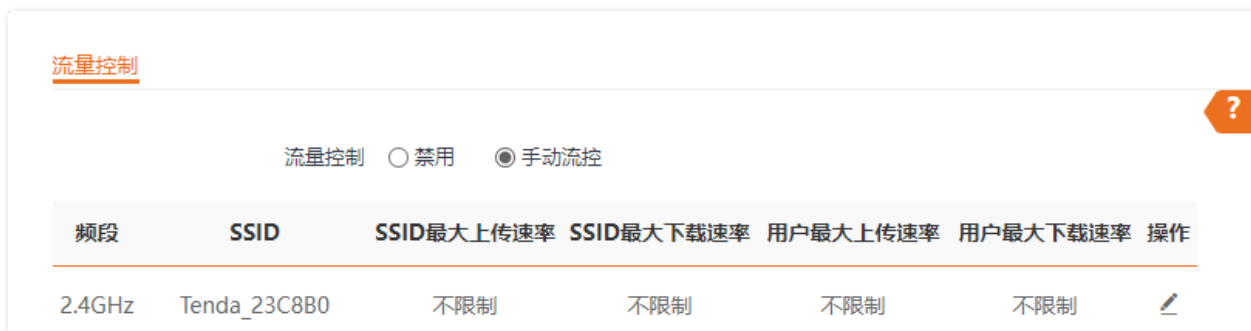 流量控制
?
流量控制 禁用 手动流控
频段 SSID SSID最大上传速率 SSID最大下载速率 用户最大上传速率 用户最大下载速率 操作
2.4GHz Tenda_23C8B0 不限制 不限制 不限制 不限制